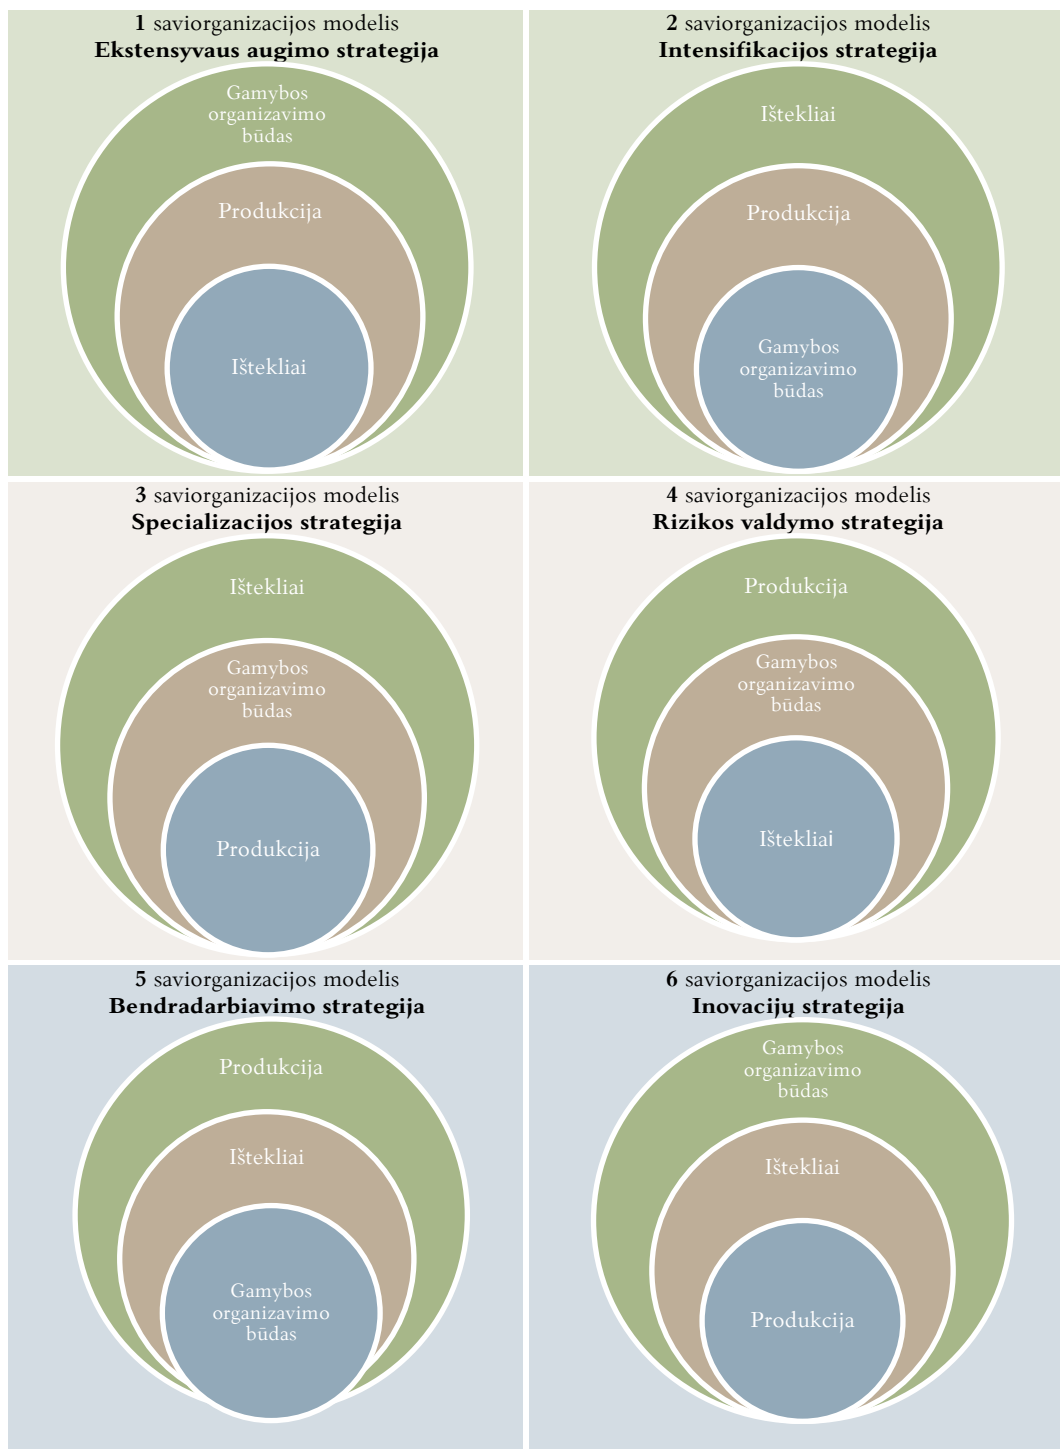 1 saviorganizacijos modelis
Ekstensyvaus augimo strategija
Gamybos
organizavimo
būdas
Produkcija
Ištekliai
2 saviorganizacijos modelis
Intensifikacijos strategija
Ištekliai
Produkcija
Gamybos
organizavimo
būdas
3 saviorganizacijos modelis
Specializacijos strategija
Ištekliai
Gamybos
organizavimo
būdas
Produkcija
4 saviorganizacijos modelis
Rizikos valdymo strategija
Produkcija
Gamybos
organizavimo
būdas
Ištekliai
5 saviorganizacijos modelis
Bendradarbiavimo strategija
Produkcija
Ištekliai
Gamybos
organizavimo
būdas
6 saviorganizacijos modelis
Inovacijų strategija
Gamybos
organizavimo
būdas
Ištekliai
Produkcija